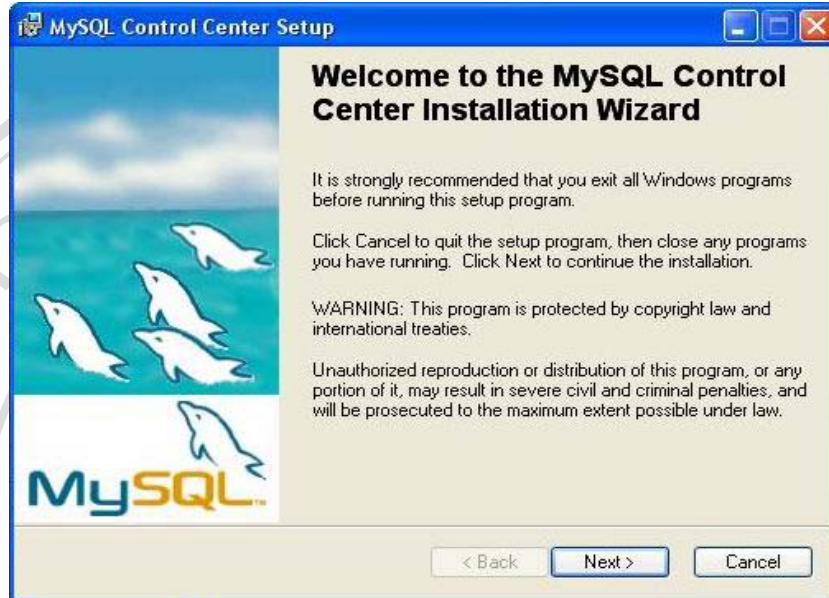 MySQL Control Center Setup
Welcome to the MySQL Control
Center Installation Wizard
It is strongly recommended that you exit all Windows programs
before running this setup program.
Click Cancel to quit the setup program, then close any programs
you have running. Click Next to continue the installation.
WARNING: This program is protected by copyright law and
international treaties.
Unauthorized reproduction or distribution of this program, or any
portion of it, may result in severe civil and criminal penalties, and
will be prosecuted to the maximum extent possible under law.
MySQL
< Back Next > Cancel